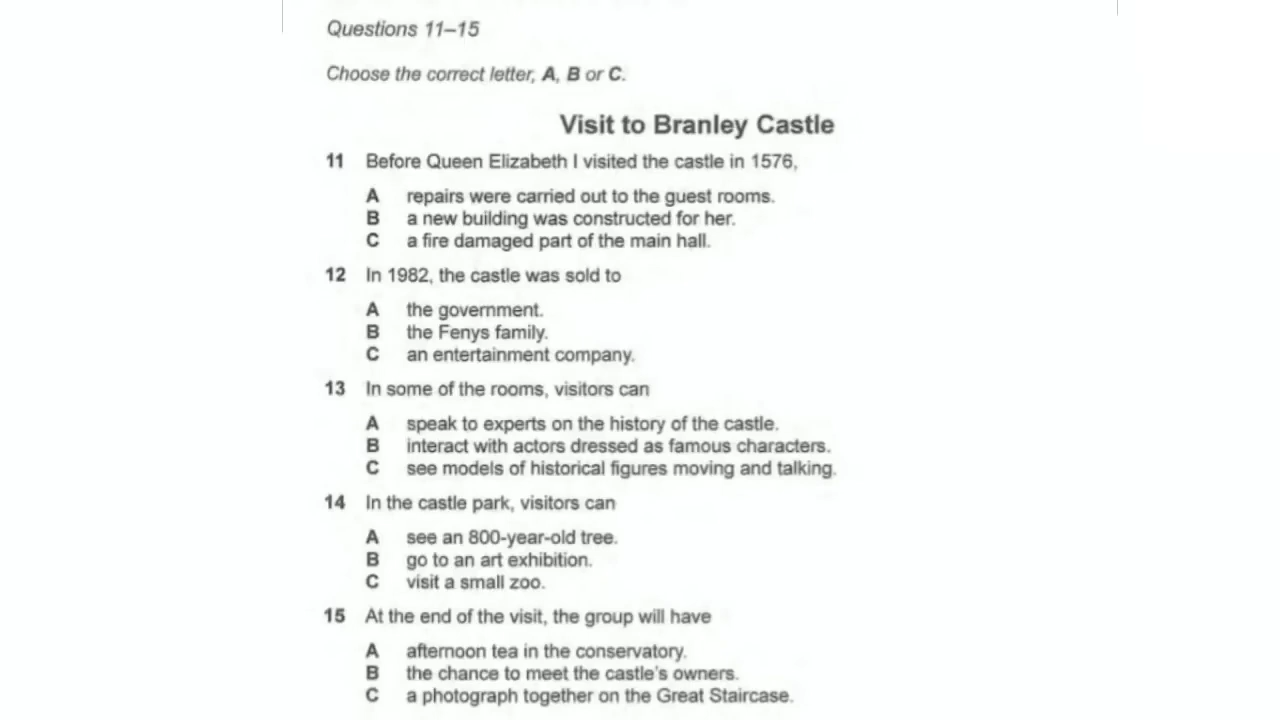 Questions 11–15
Choose the correct letter, A, B or C.
Visit to Branley Castle
11 Before Queen Elizabeth I visited the castle in 1576,
A repairs were carried out to the guest rooms.
B a new building was constructed for her.
C a fire damaged part of the main hall.
12 In 1982, the castle was sold to
A the government.
B the Fenys family.
C an entertainment company.
13 In some of the rooms, visitors can
A speak to experts on the history of the castle.
B interact with actors dressed as famous characters.
C see models of historical figures moving and talking.
14 In the castle park, visitors can
A see an 800-year-old tree.
B go to an art exhibition.
C visit a small zoo.
15 At the end of the visit, the group will have
A afternoon tea in the conservatory.
B the chance to meet the castle's owners.
C a photograph together on the Great Staircase.